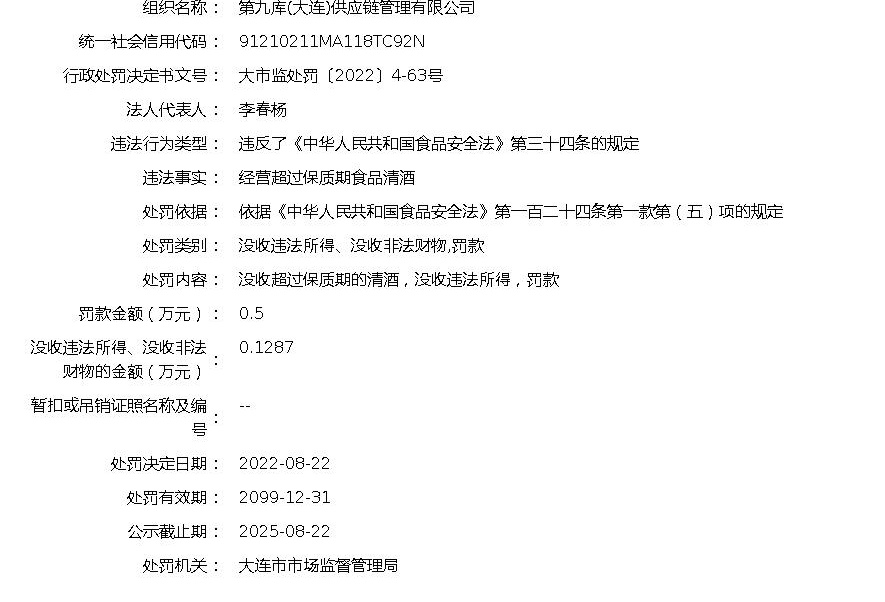 组织名称： 第九库(大连)供应链管理有限公司
统一社会信用代码： 91210211MA118TC92N
行政处罚决定书文号： 大市监处罚〔2022〕4-63号
法人代表人： 李春杨
违法行为类型： 违反了《中华人民共和国食品安全法》第三十四条的规定
违法事实： 经营超过保质期食品清酒
处罚依据： 依据《中华人民共和国食品安全法》第一百二十四条第一款第（五）项的规定
处罚类别： 没收违法所得、没收非法财物,罚款
处罚内容： 没收超过保质期的清酒，没收违法所得，罚款
罚款金额（万元）： 0.5
没收违法所得、没收非法
财物的金额（万元）： 0.1287
暂扣或吊销证照名称及编
号： --
处罚决定日期： 2022-08-22
处罚有效期： 2099-12-31
公示截止期： 2025-08-22
处罚机关： 大连市市场监督管理局